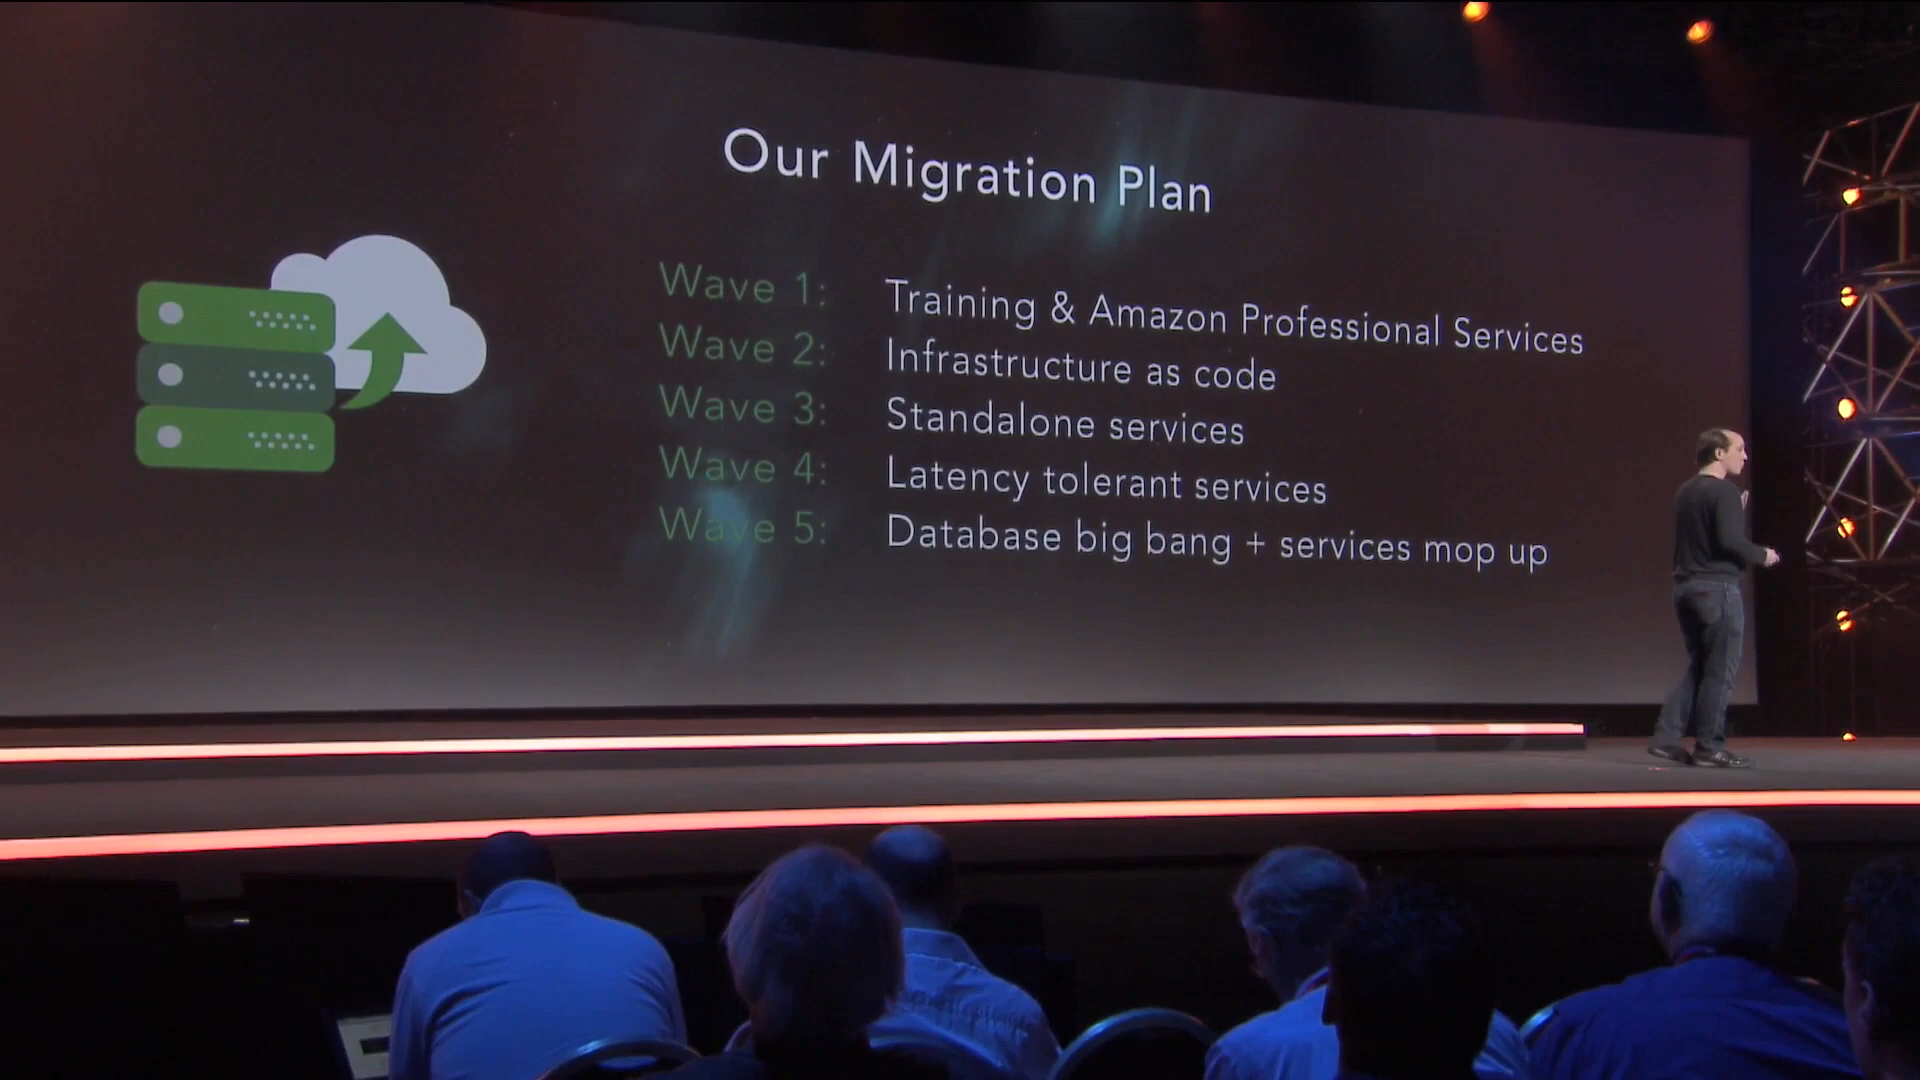 Our Migration Plan
Wave 1: Training & Amazon Professional Services
Wave 2: Infrastructure as code
Wave 3: Standalone services
Wave 4: Latency tolerant services
Wave 5: Database big bang + services mop up